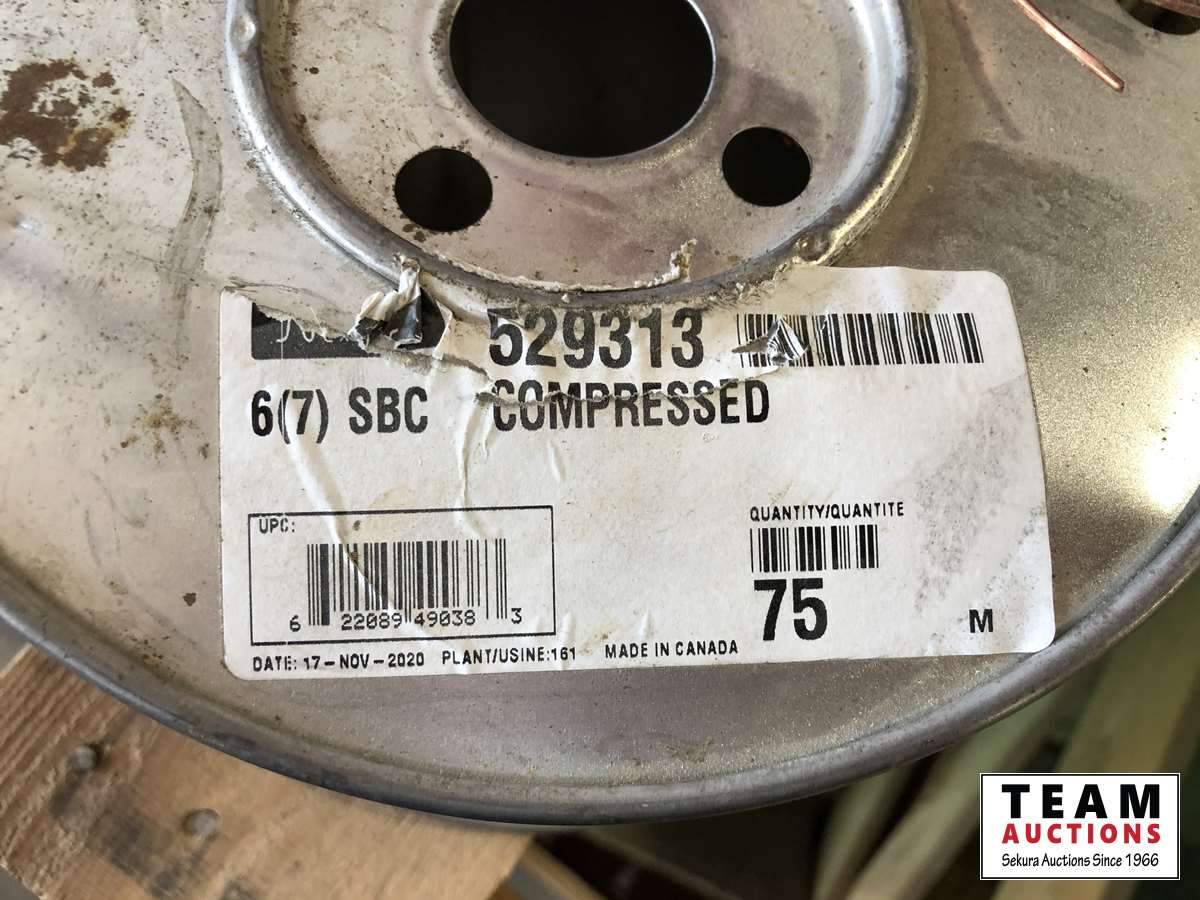 529313
6(7) SBC COMPRESSED
UPC:
6 22089 49038 3
QUANTITY/QUANTITE
75
M
DATE: 17-NOV-2020 PLANT/USINE:161 MADE IN CANADA
TEAM
AUCTIONS
Sekura Auctions Since 1966